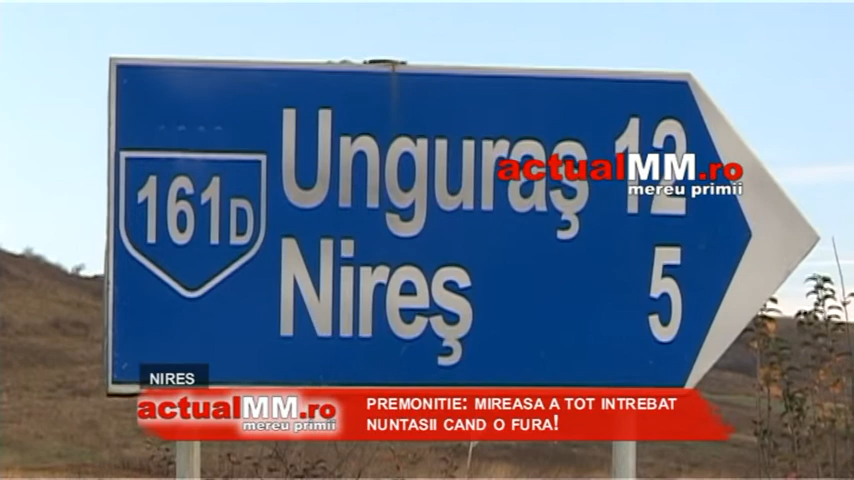 Unguraş 12
161D
Nireş 5
actualMM.ro
mereu primii
NIRES
actualMM.ro
mereu primii
PREMONITIE: MIREASA A TOT INTREBAT
NUNTASII CAND O FURA!